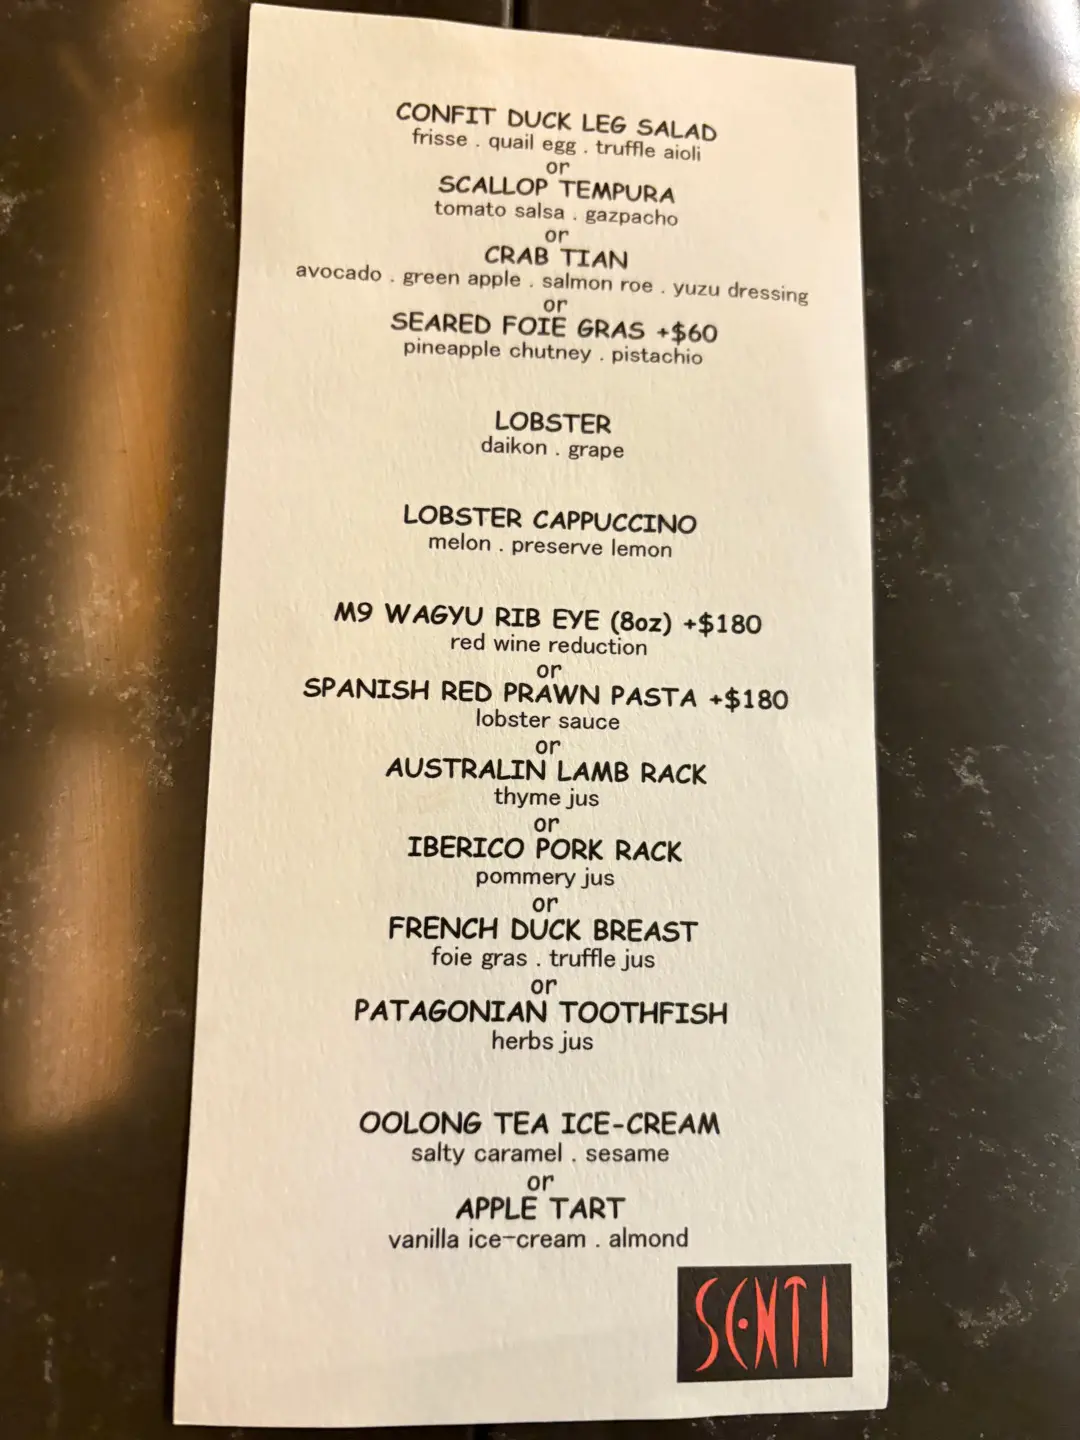 CONFIT DUCK LEG SALAD
frisse . quail egg . truffle aioli
or
SCALLOP TEMPURA
tomato salsa . gazpacho
or
CRAB TIAN
avocado . green apple . salmon roe . yuzu dressing
or
SEARED FOIE GRAS +$60
pineapple chutney . pistachio
LOBSTER
daikon . grape
LOBSTER CAPPUCCINO
melon . preserve lemon
M9 WAGYU RIB EYE (8oz) +$180
red wine reduction
or
SPANISH RED PRAWN PASTA +$180
lobster sauce
or
AUSTRALIN LAMB RACK
thyme jus
or
IBERICO PORK RACK
pommery jus
or
FRENCH DUCK BREAST
foie gras . truffle jus
or
PATAGONIAN TOOTHFISH
herbs jus
OOLONG TEA ICE-CREAM
salty caramel . sesame
or
APPLE TART
vanilla ice-cream . almond
SENTI